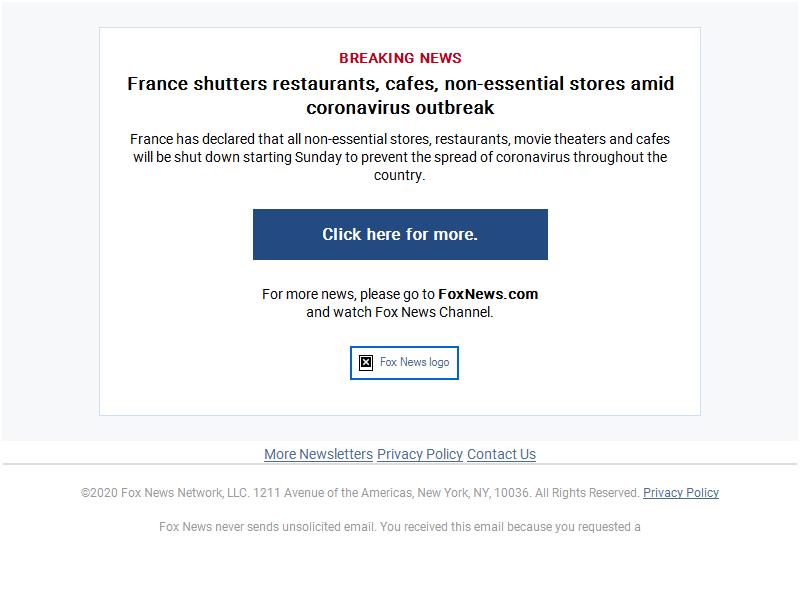 BREAKING NEWS
France shutters restaurants, cafes, non-essential stores amid
coronavirus outbreak
France has declared that all non-essential stores, restaurants, movie theaters and cafes
will be shut down starting Sunday to prevent the spread of coronavirus throughout the
country.
Click here for more.
For more news, please go to FoxNews.com
and watch Fox News Channel.
Fox News logo
More Newsletters Privacy Policy Contact Us
©2020 Fox News Network, LLC. 1211 Avenue of the Americas, New York, NY, 10036. All Rights Reserved. Privacy Policy
Fox News never sends unsolicited email. You received this email because you requested a